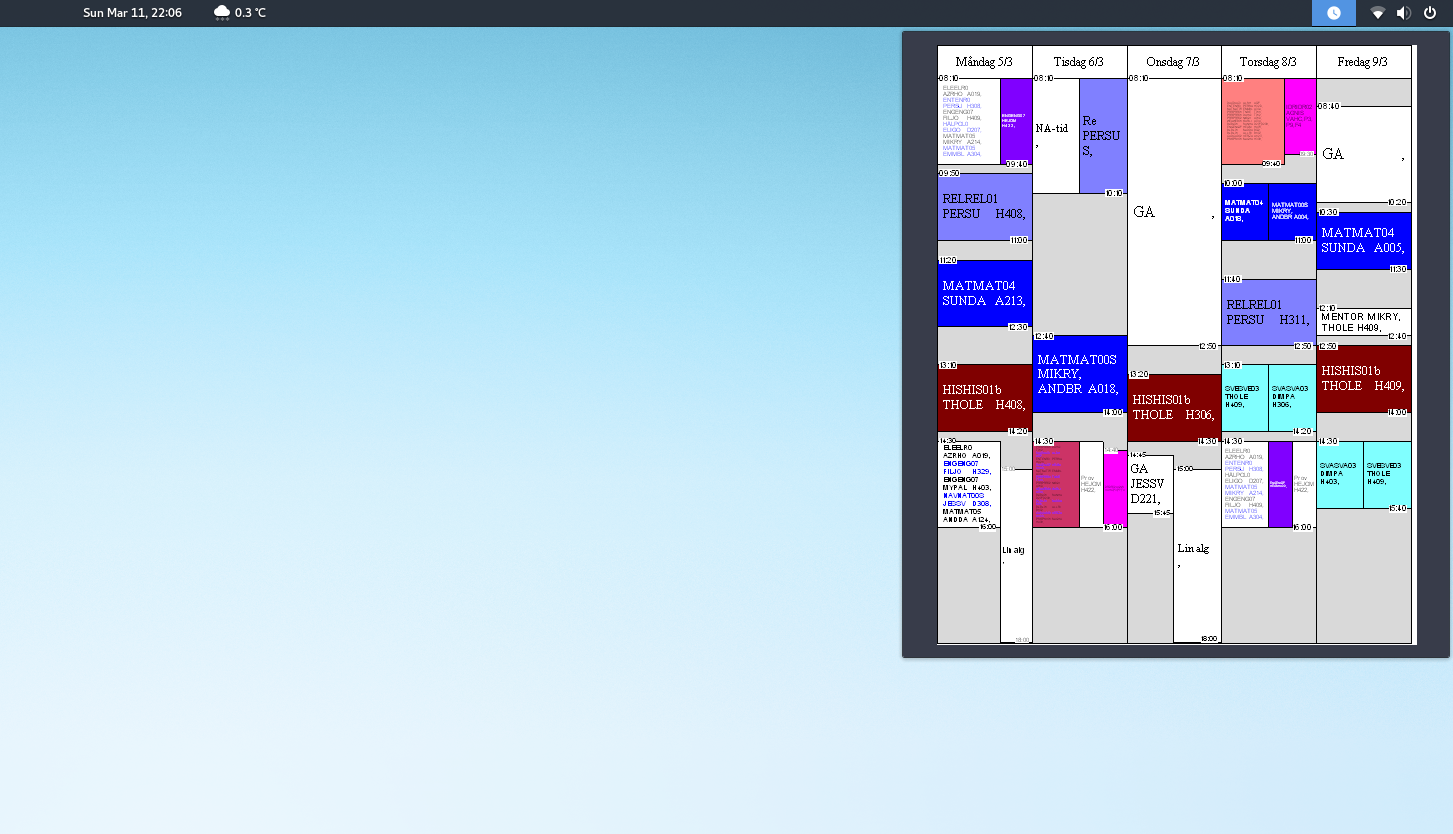 Sun Mar 11, 22:06
0.3 °C
Måndag 5/3
Tisdag 6/3
Onsdag 7/3
Torsdag 8/3
Fredag 9/3
08:10
ELEELR0
AZRHO A019,
ENTENR0
PERSU H308,
ENGENG07
FILJO H409,
HÅLPOL0
ELIGO D207,
MATMAT05
MIKRY A214,
MATMAT05
EMMBL A304,
ENGENG07
HEJOM
H422,
09:40
09:50
RELREL01
PERSU H408,
11:00
11:20
MATMAT04
SUNDA A213,
12:30
13:10
HISHIS01b
THOLE H408,
14:20
14:30
ELEELR0
AZRHO A019,
ENGENG07
FILJO H329,
ENGENG07
MYPAL H403,
NAVNAT00S
JESSV D308,
MATMAT05
ANDDA A124,
16:00
15:00
Lin alg
,
18:00
08:10
NA-tid
,
Re
PERSU
S,
10:10
12:40
MATMAT00S
MIKRY,
ANDBR A018,
14:00
14:30
Prov
HEJOM
H422,
14:40
16:00
08:10
GA ,
12:50
13:20
HISHIS01b
THOLE H306,
14:30
14:45
GA
JESSV
D221,
15:45
15:00
Lin alg
,
18:00
08:10
09:40
09:30
10:00
MATMAT04
SUNDA
A018,
MATMAT00S
MIKRY,
ANDBR A004,
11:00
11:40
RELREL01
PERSU H311,
12:50
13:10
SVESVE03
THOLE
H409,
SVASVA03
DIMPA
H306,
14:20
14:30
ELEELR0
AZRHO A019,
ENTENR0
PERSU H308,
HÅLPOL0
ELIGO D207,
MATMAT05
MIKRY A214,
ENGENG07
FILJO H409,
MATMAT05
EMMBL A304,
Prov
HEJOM
H422,
16:00
08:40
GA ,
10:20
10:30
MATMAT04
SUNDA A005,
11:30
12:10
MENTOR MIKRY,
THOLE H409,
12:40
12:50
HISHIS01b
THOLE H409,
14:00
14:30
SVASVA03
DIMPA
H403,
SVESVE03
THOLE
H409,
15:40